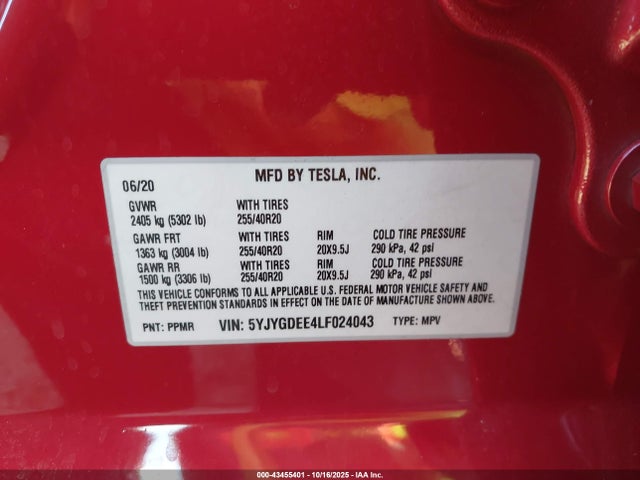 06/20 MFD BY TESLA, INC.
GVWR WITH TIRES
2405 kg (5302 lb) 255/40R20
GAWR FRT WITH TIRES RIM COLD TIRE PRESSURE
1363 kg (3004 lb) 255/40R20 20X9.5J 290 kPa, 42 psi
GAWR RR WITH TIRES RIM COLD TIRE PRESSURE
1500 kg (3306 lb) 255/40R20 20X9.5J 290 kPa, 42 psi
THIS VEHICLE CONFORMS TO ALL APPLICABLE U.S. FEDERAL MOTOR VEHICLE SAFETY AND
THEFT PREVENTION STANDARDS IN EFFECT ON THE DATE OF MANUFACTURE SHOWN ABOVE.
PNT: PPMR VIN: 5YJYGDEE4LF024043 TYPE: MPV
000-43455401 - 10/16/2025 - IAA Inc.